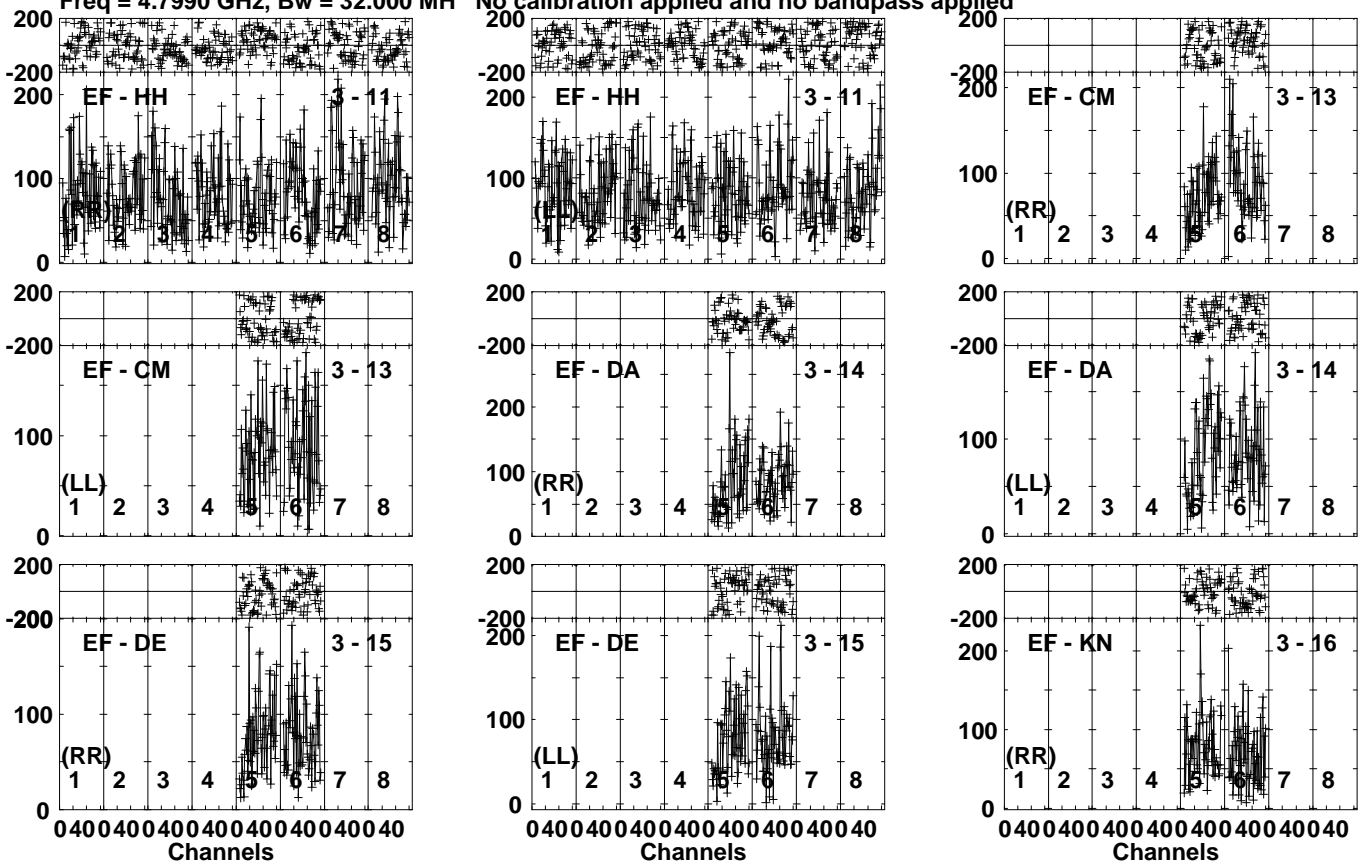 Freq = 4.7990 GHz, Bw = 32.000 MH No calibration applied and no bandpass applied
200
-200
200
100
0
EF - HH 3 - 11
(RR)
1 2 3 4 5 6 7 8
200
-200
200
100
0
EF - HH 3 - 11
(LL)
1 2 3 4 5 6 7 8
200
-200
200
100
0
EF - CM 3 - 13
(RR)
1 2 3 4 5 6 7 8
200
-200
100
0
EF - CM 3 - 13
(LL)
1 2 3 4 5 6 7 8
200
-200
200
100
0
EF - DA 3 - 14
(RR)
1 2 3 4 5 6 7 8
200
-200
100
0
EF - DA 3 - 14
(LL)
1 2 3 4 5 6 7 8
200
-200
200
100
0
EF - DE 3 - 15
(RR)
1 2 3 4 5 6 7 8
0 40 0 40 0 40 0 40 0 40 0 40 0 40 0 40
Channels
200
-200
200
100
0
EF - DE 3 - 15
(LL)
1 2 3 4 5 6 7 8
0 40 0 40 0 40 0 40 0 40 0 40 0 40 0 40
Channels
200
-200
200
100
0
EF - KN 3 - 16
(RR)
1 2 3 4 5 6 7 8
0 40 0 40 0 40 0 40 0 40 0 40 0 40 0 40
Channels